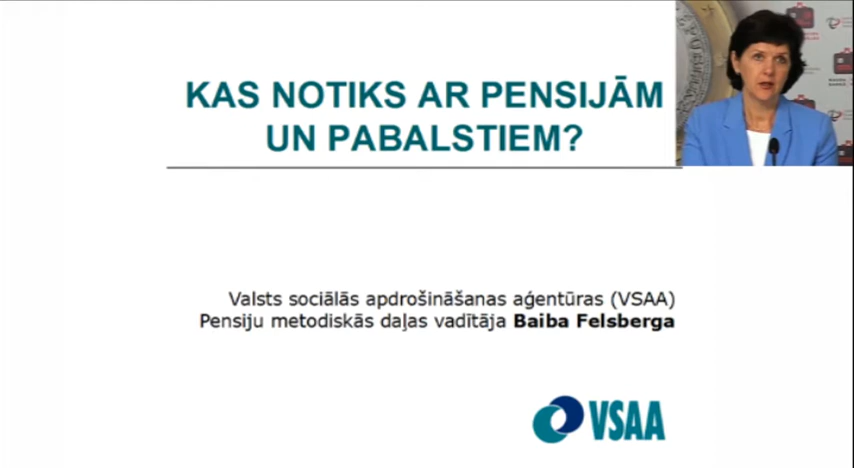 KAS NOTIKS AR PENSIJĀM
UN PABALSTIEM?
Valsts sociālās apdrošināšanas aģentūras (VSAA)
Pensiju metodiskās daļas vadītāja Baiba Felsberga
VSAA